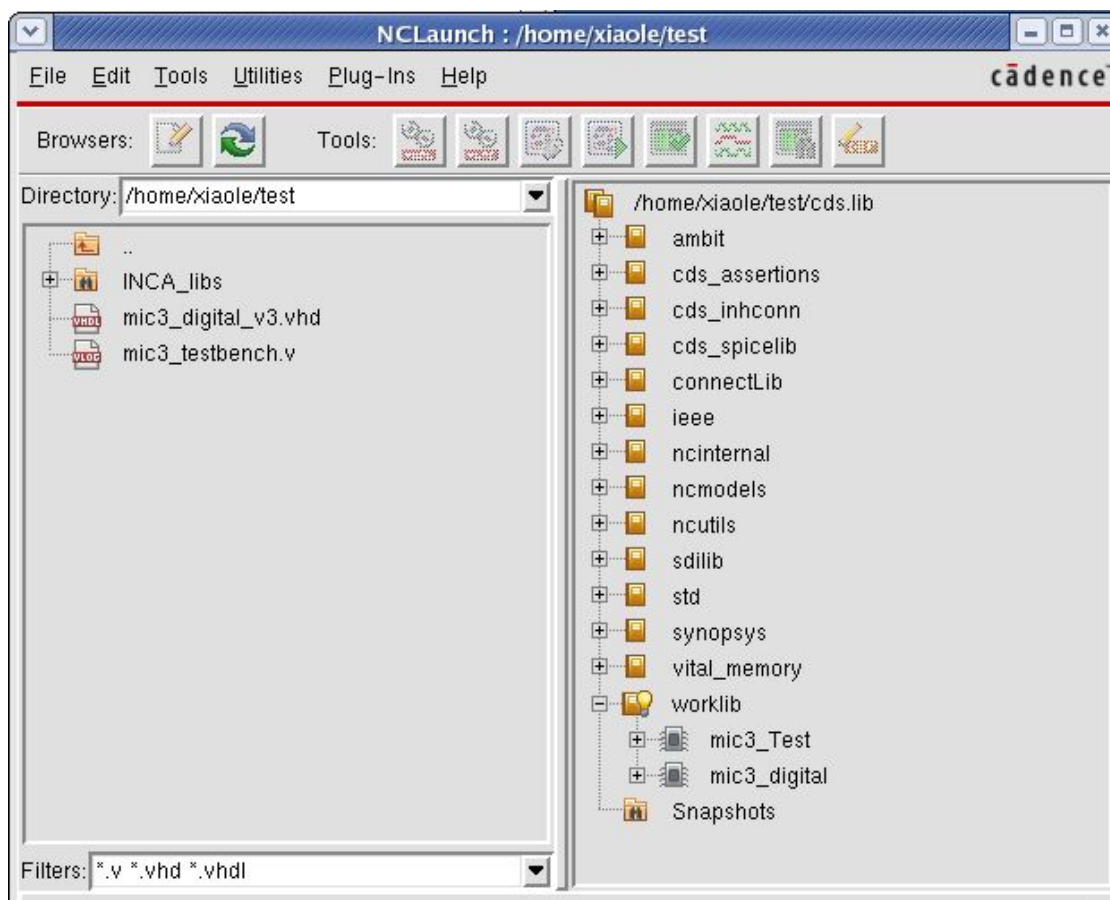 NCLaunch : /home/xiaole/test
File Edit Tools Utilities Plug-Ins Help
cādence
Browsers: Tools:
Directory: /home/xiaole/test
..
INCA_libs
VHDL mic3_digital_v3.vhd
VLOG mic3_testbench.v
Filters: *.v *.vhd *.vhdl
/home/xiaole/test/cds.lib
ambit
cds_assertions
cds_inhconn
cds_spicelib
connectLib
ieee
ncinternal
ncmodels
ncutils
sdilib
std
synopsys
vital_memory
worklib
mic3_Test
mic3_digital
Snapshots